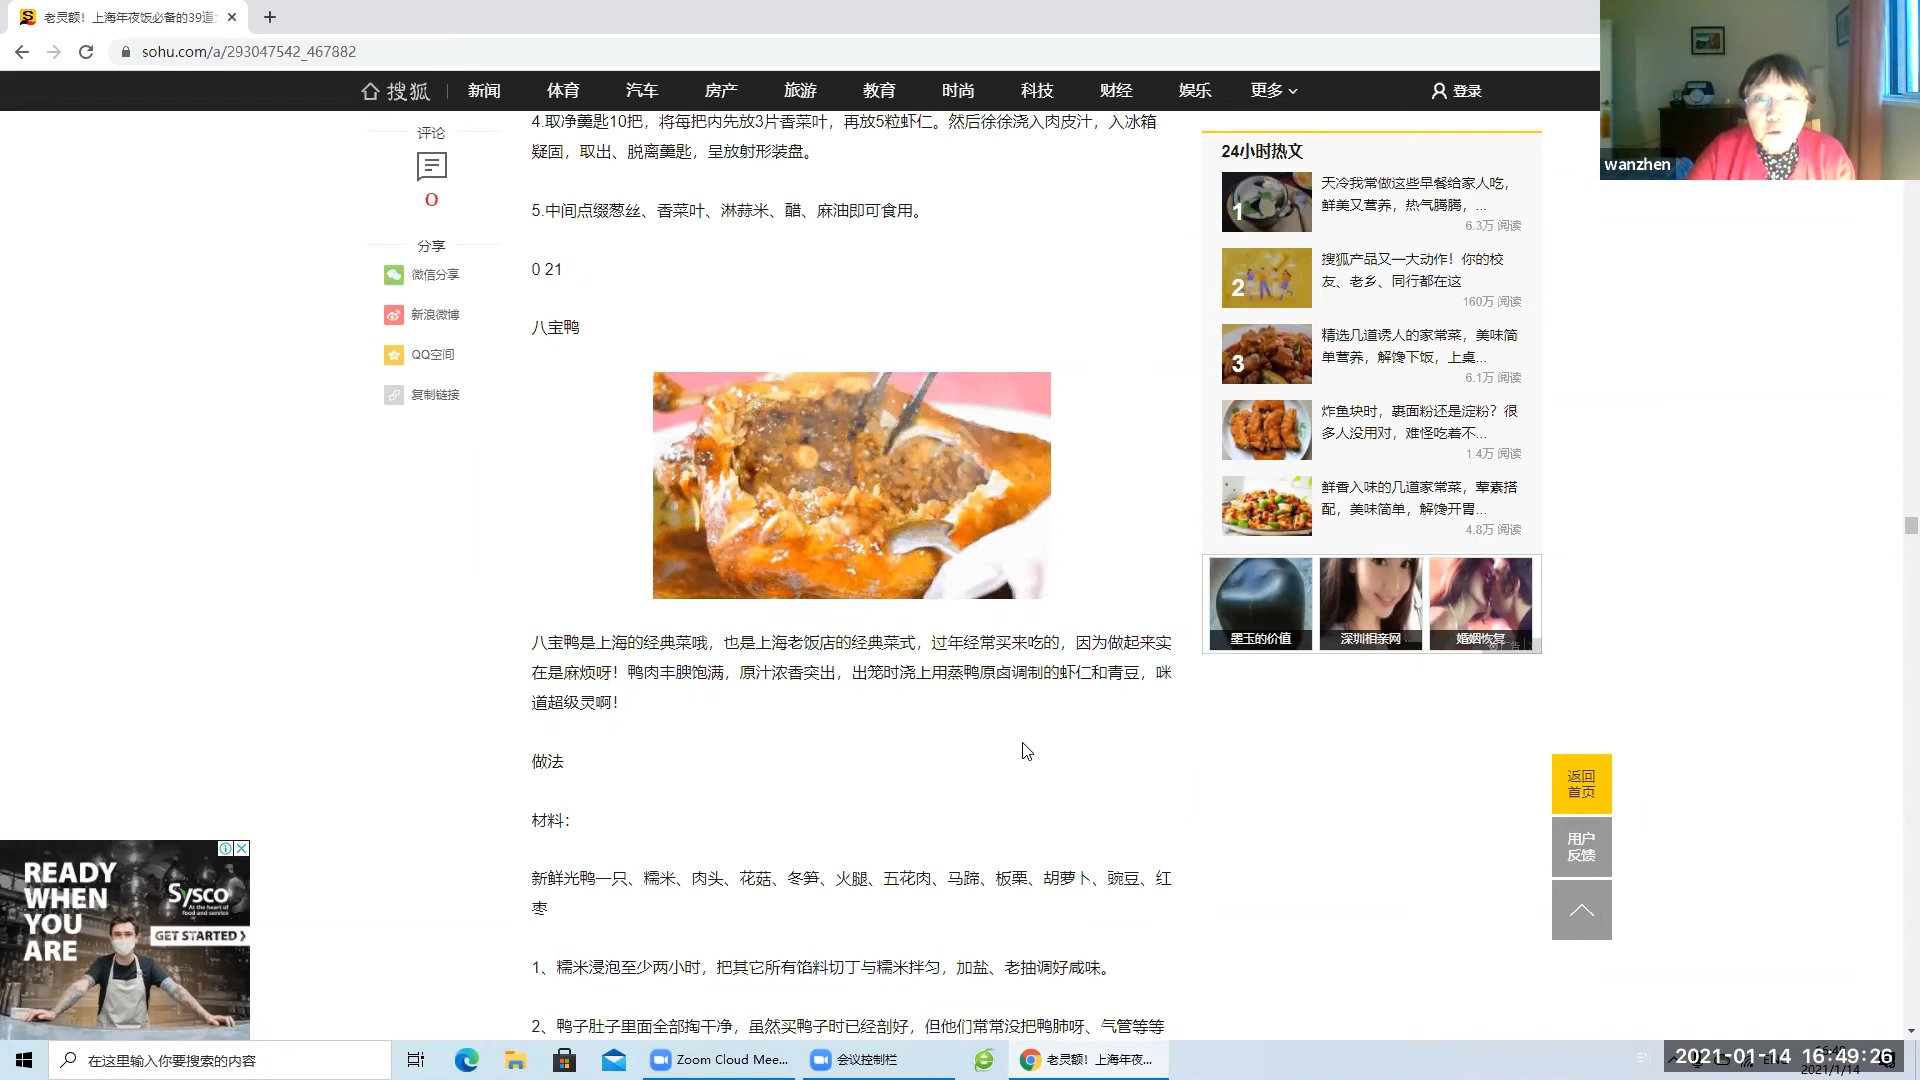 老灵额！上海年夜饭必备的39道
sohu.com/a/293047542_467882
搜狐
新闻
体育
汽车
房产
旅游
教育
时尚
科技
财经
娱乐
更多
登录
wanzhen
评论
0
分享
微信分享
新浪微博
QQ空间
复制链接
4.取净羹匙10把，将每把内先放3片香菜叶，再放5粒虾仁。然后徐徐浇入肉皮汁，入冰箱
疑固，取出、脱离羹匙，呈放射形装盘。
5.中间点缀葱丝、香菜叶、淋蒜米、醋、麻油即可食用。
0 21
八宝鸭
八宝鸭是上海的经典菜哦，也是上海老饭店的经典菜式，过年经常买来吃的，因为做起来实
在是麻烦呀！鸭肉丰腴饱满，原汁浓香突出，出笼时浇上用蒸鸭原卤调制的虾仁和青豆，咪
道超级灵啊！
做法
材料：
新鲜光鸭一只、糯米、肉头、花菇、冬笋、火腿、五花肉、马蹄、板栗、胡萝卜、豌豆、红
枣
1、糯米浸泡至少两小时，把其它所有馅料切丁与糯米拌匀，加盐、老抽调好咸味。
2、鸭子肚子里面全部掏干净，虽然买鸭子时已经剖好，但他们常常没把鸭肺呀、气管等等
24小时热文
1
天冷我常做这些早餐给家人吃，
鲜美又营养，热气腾腾，...
6.3万 阅读
2
搜狐产品又一大动作！你的校
友、老乡、同行都在这
160万 阅读
3
精选几道诱人的家常菜，美味简
单营养，解馋下饭，上桌...
6.1万 阅读
炸鱼块时，裹面粉还是淀粉？很
多人没用对，难怪吃着不...
1.4万 阅读
鲜香入味的几道家常菜，荤素搭
配，美味简单，解馋开胃...
4.8万 阅读
墨玉的价值
深圳相亲网
婚姻恢复
返回
首页
用户
反馈
READY
WHEN
YOU
ARE
Sysco
At the heart of
food and service
GET STARTED
在这里输入你要搜索的内容
Zoom Cloud Mee...
会议控制栏
老灵额！上海年夜...
2021-01-14 16:49:26
2021/1/14